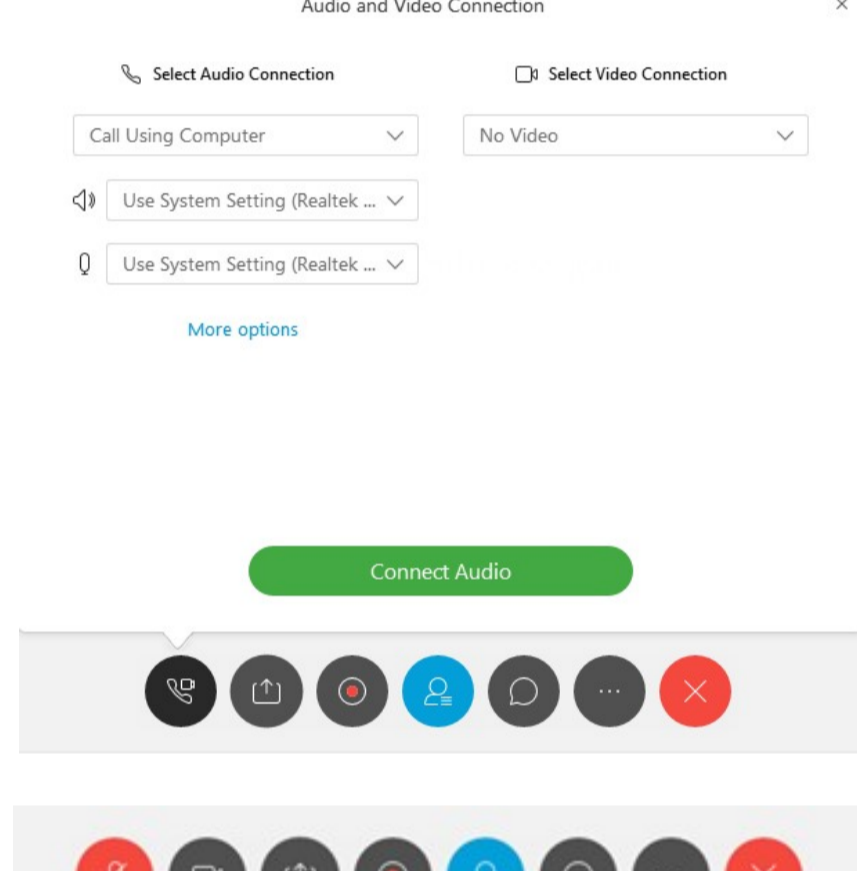 Audio and Video Connection
Select Audio Connection
Select Video Connection
Call Using Computer
No Video
Use System Setting (Realtek ...
Use System Setting (Realtek ...
More options
Connect Audio